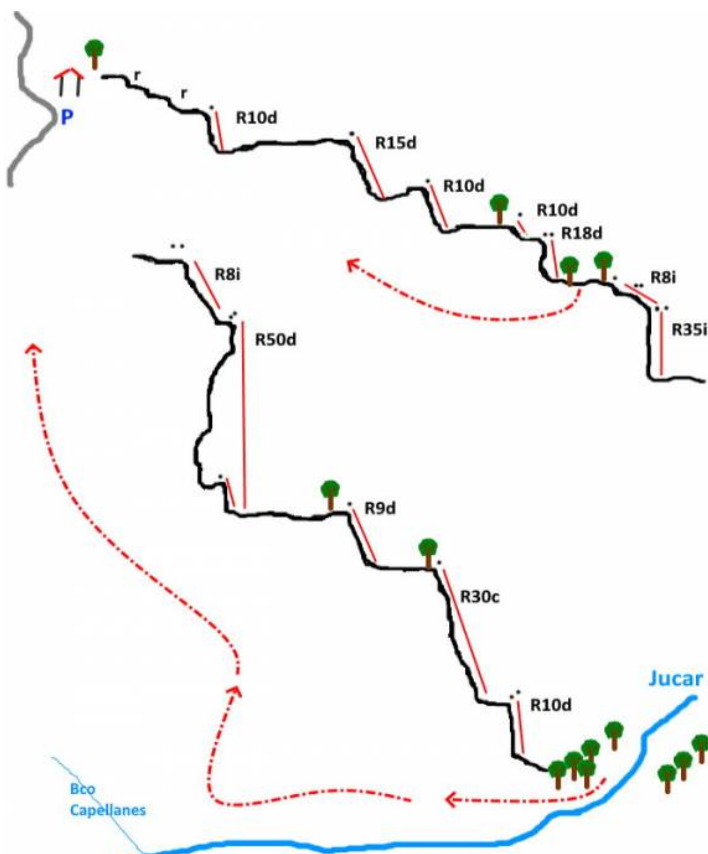 r
r
P
R10d
R15d
R10d
R10d
R18d
R8i
R35i
R8i
R50d
R9d
R30c
R10d
Jucar
Bco
Capellanes